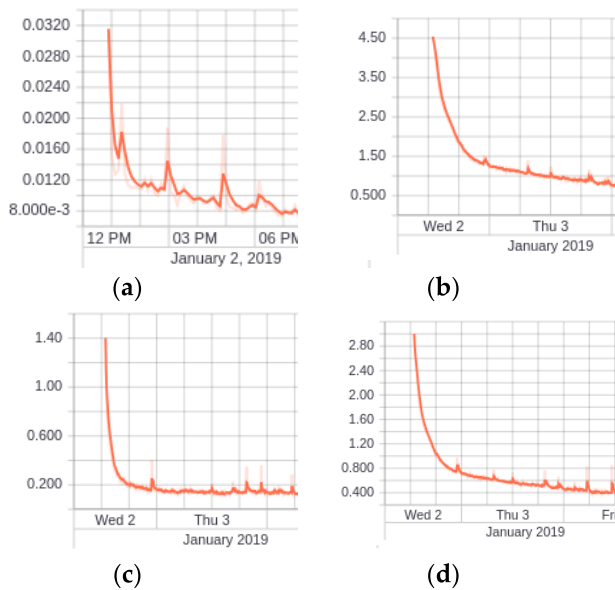 0.0320
0.0280
0.0240
0.0200
0.0160
0.0120
8.000e-3
12 PM 03 PM 06 PM
January 2, 2019
(a)
4.50
3.50
2.50
1.50
0.500
Wed 2 Thu 3
January 2019
(b)
1.40
1.00
0.600
0.200
Wed 2 Thu 3
January 2019
(c)
2.80
2.40
2.00
1.60
1.20
0.800
0.400
Wed 2 Thu 3 Fri
January 2019
(d)